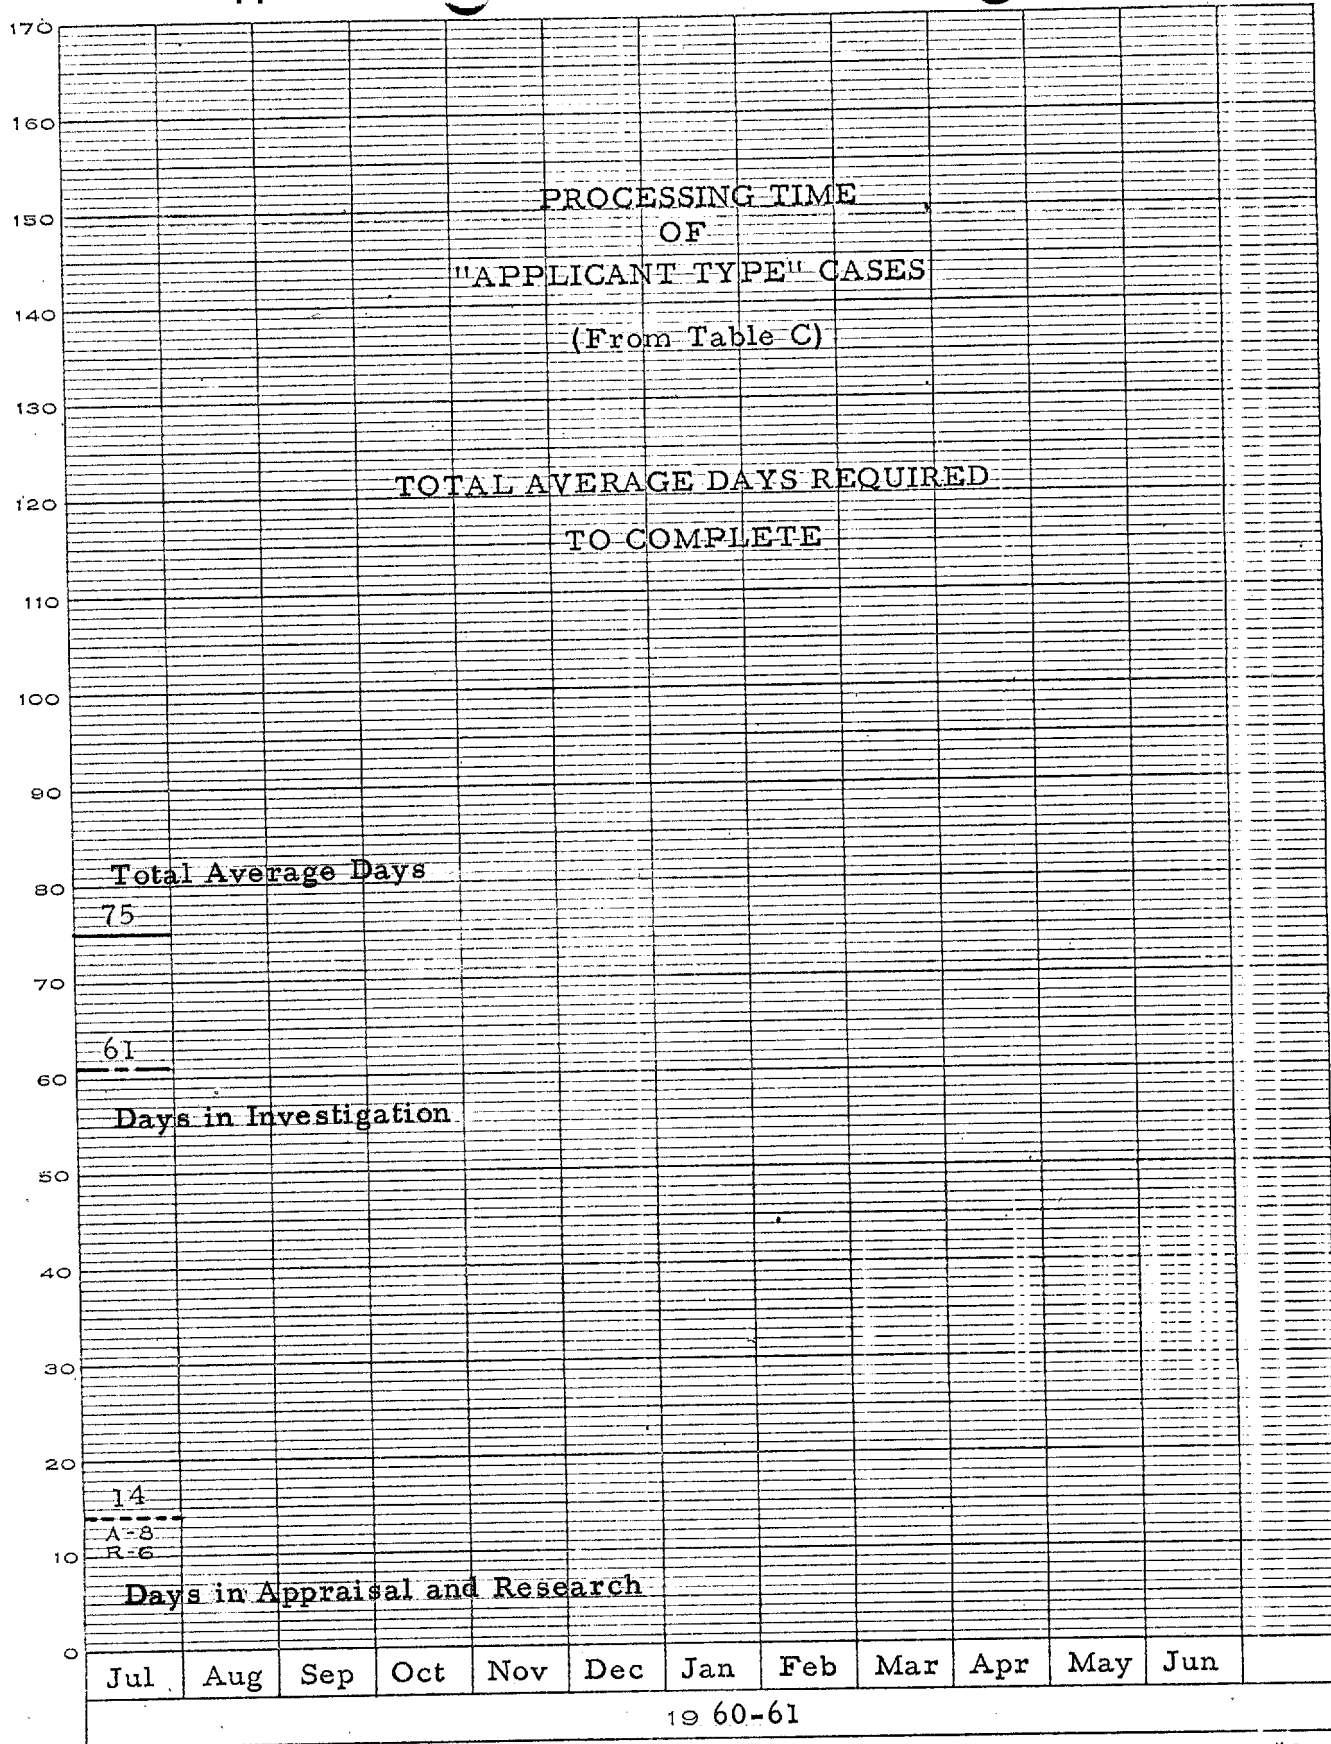 170
160
150
140
130
120
110
100
90
80
70
60
50
40
30
20
10
0
PROCESSING TIME
OF
"APPLICANT TYPE" CASES
(From Table C)
TOTAL AVERAGE DAYS REQUIRED
TO COMPLETE
Total Average Days
75
61
Days in Investigation
14
A-8
R-6
Days in Appraisal and Research
Jul Aug Sep Oct Nov Dec Jan Feb Mar Apr May Jun
19 60-61